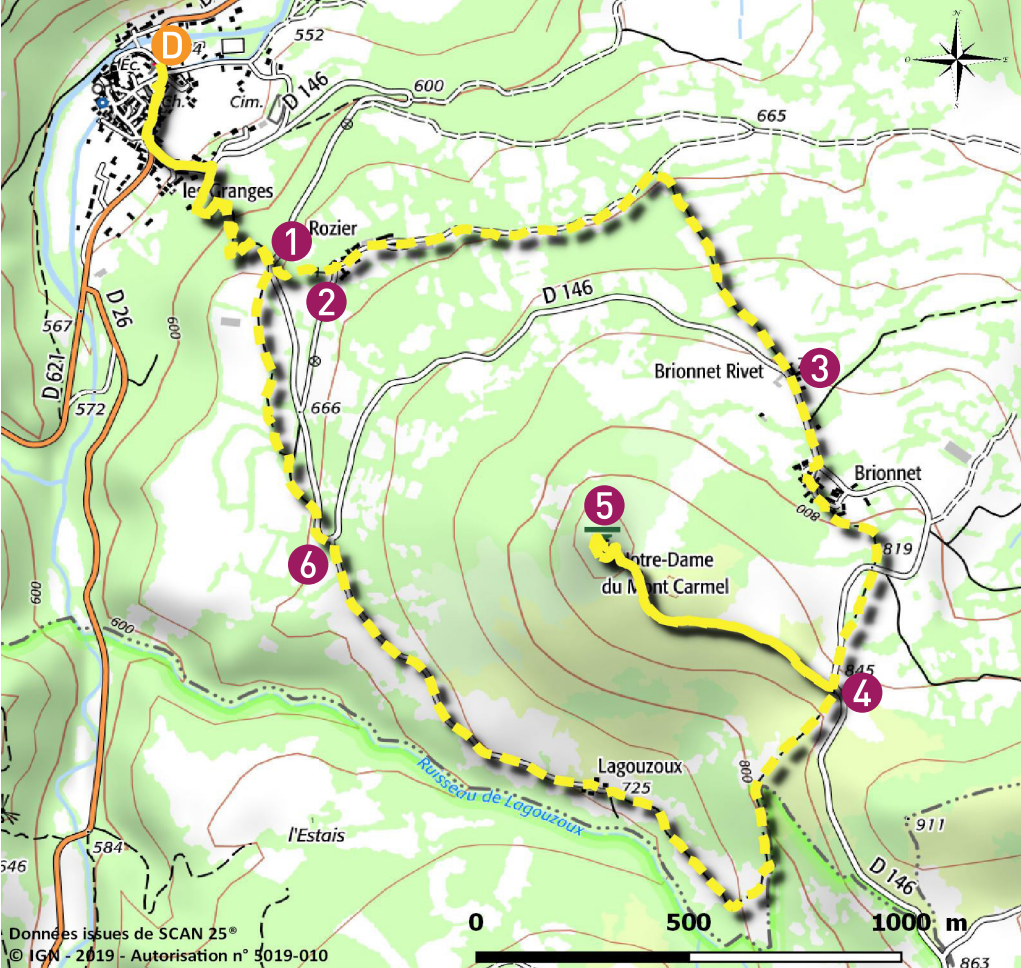 D
552
N
O
E
S
Éc.
Ch.
Cim.
D 146
600
665
les Granges
1
Rozier
2
D 146
D 26
567
600
D 621
572
666
Brionnet Rivet
3
Brionnet
800
819
5
Notre-Dame
du Mont Carmel
6
600
600
845
4
Lagouzoux
725
800
Ruisseau de Lagouzoux
l'Estais
584
546
911
D 146
863
0 500 1000 m
Données issues de SCAN 25®
© IGN - 2019 - Autorisation n° 5019-010